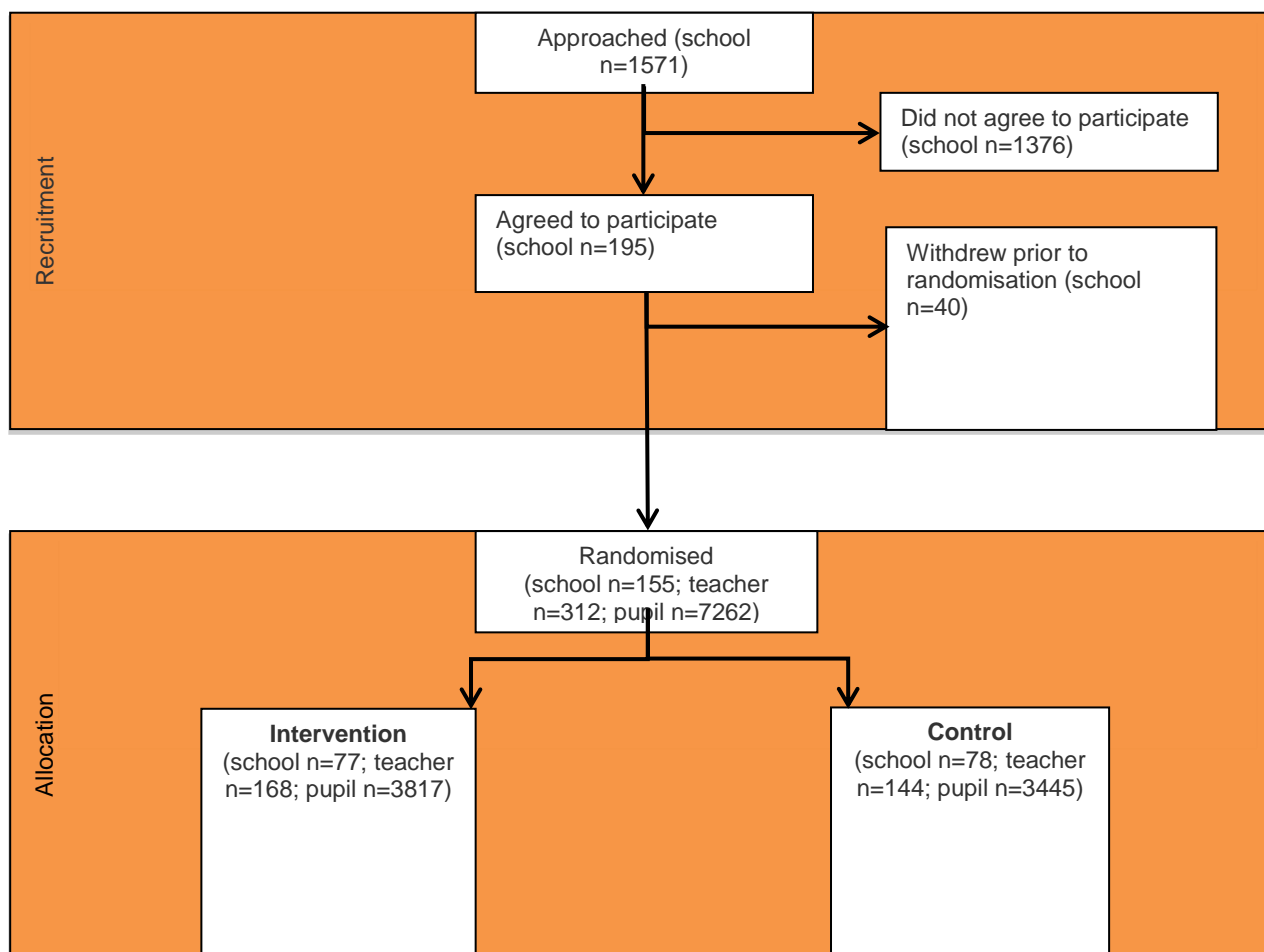 Approached (school
n=1571)
Did not agree to participate
(school n=1376)
Recruitment
Agreed to participate
(school n=195)
Withdrew prior to
randomisation (school
n=40)
Randomised
(school n=155; teacher
n=312; pupil n=7262)
Allocation
Intervention
(school n=77; teacher
n=168; pupil n=3817)
Control
(school n=78; teacher
n=144; pupil n=3445)